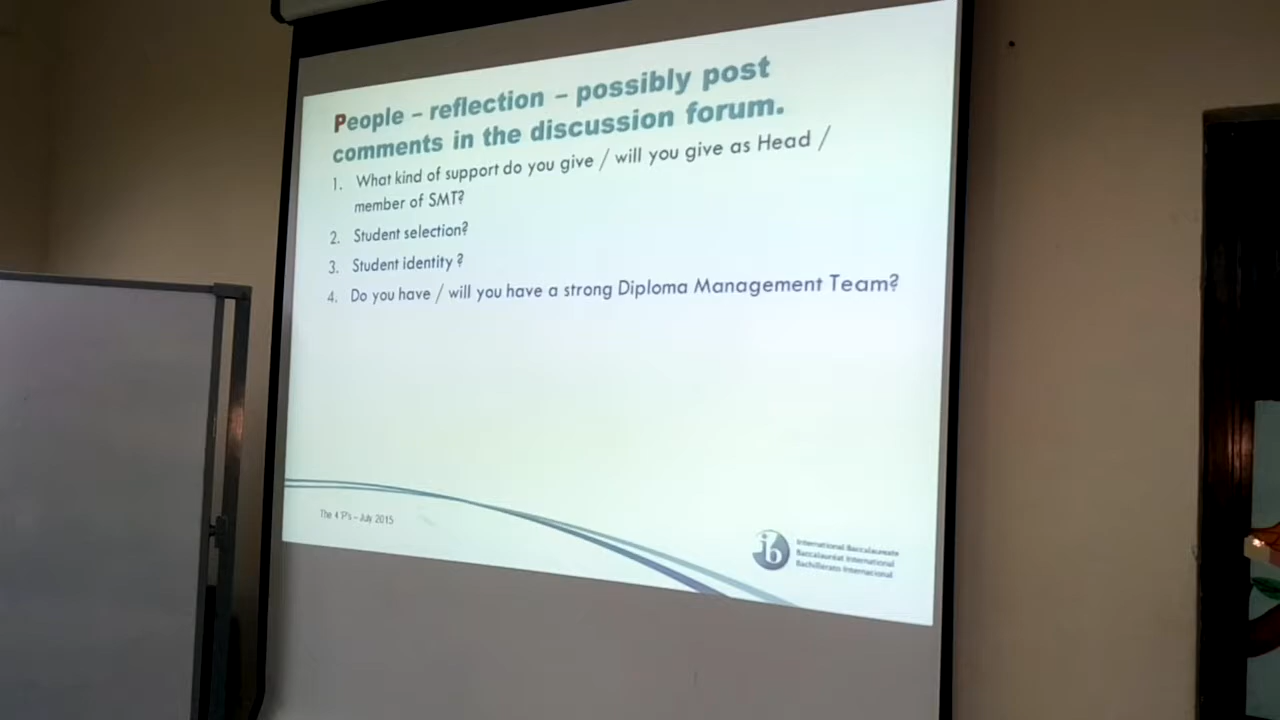 People – reflection – possibly post
comments in the discussion forum.
1. What kind of support do you give / will you give as Head /
member of SMT?
2. Student selection?
3. Student identity ?
4. Do you have / will you have a strong Diploma Management Team?
The 4 'P's – July 2015
ib
International Baccalaureate
Baccalauréat International
Bachillerato Internacional